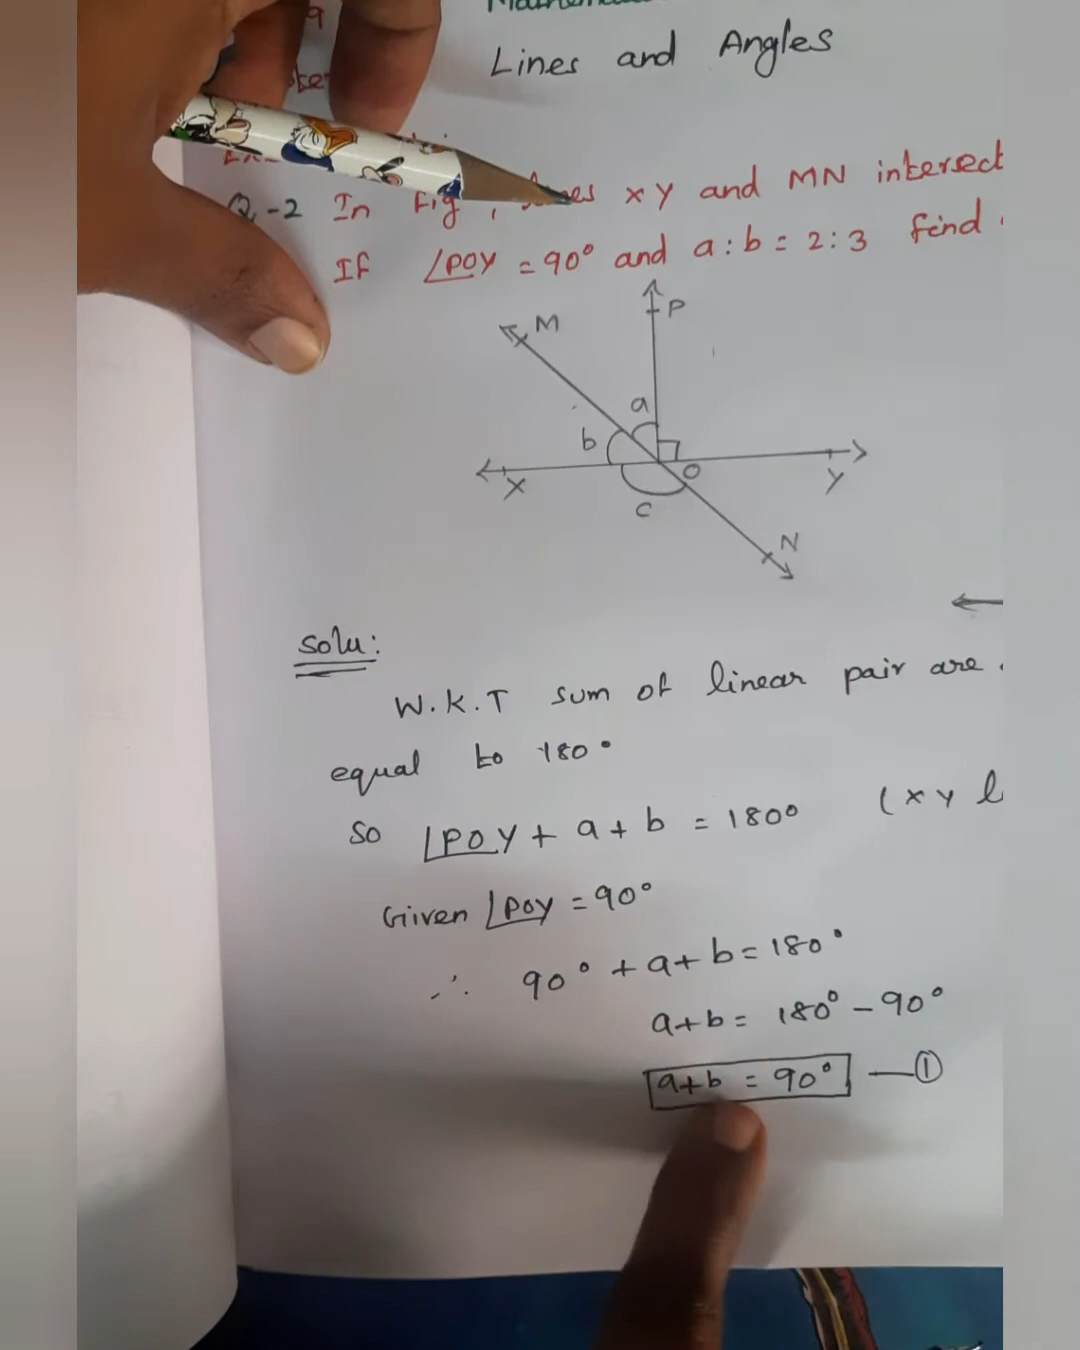 Lines and Angles
Q-2 In Fig, XY and MN intersect
If ∠POY = 90° and a:b = 2:3 find
M
P
a
b
O
X
Y
C
N
Solu:
W.K.T sum of linear pair are
equal to 180°
So ∠POY + a + b = 180° (XY
Given ∠POY = 90°
∴ 90° + a + b = 180°
a+b = 180° - 90°
a+b = 90° —①